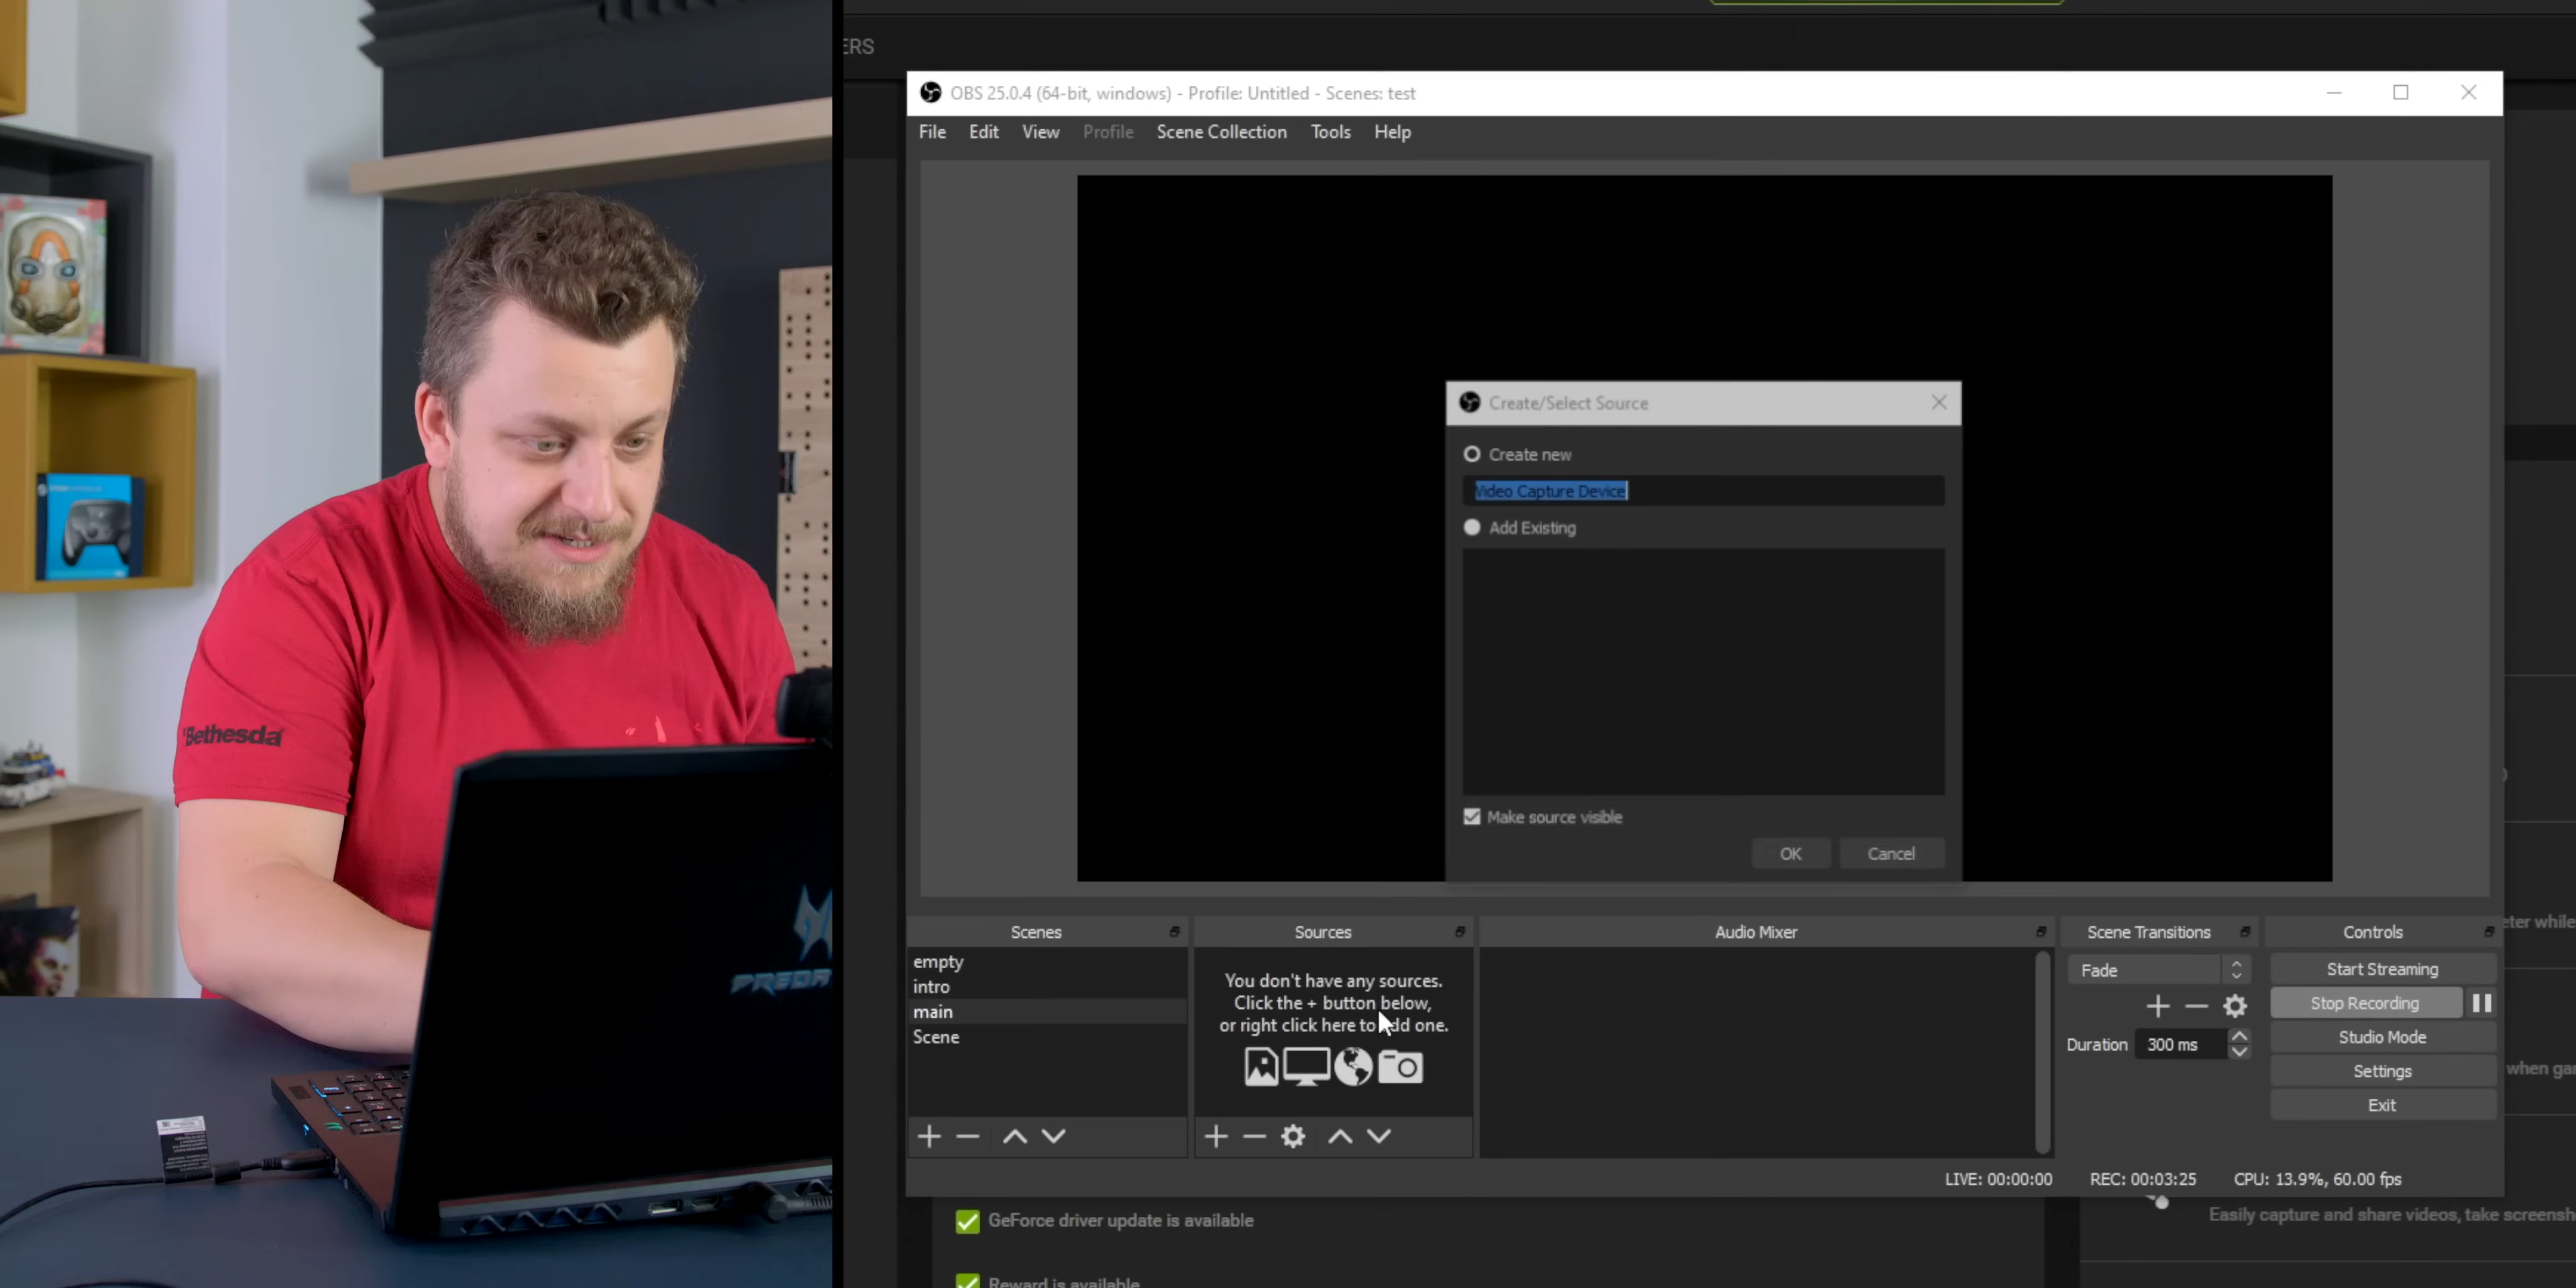 ERS
OBS 25.0.4 (64-bit, windows) - Profile: Untitled - Scenes: test
File Edit View Profile Scene Collection Tools Help
Create/Select Source
Create new
Video Capture Device
Add Existing
Make source visible
OK Cancel
Bethesda
PREDA
Scenes
empty
intro
main
Scene
Sources
You don't have any sources.
Click the + button below,
or right click here to add one.
Audio Mixer
Scene Transitions
Fade
Duration 300 ms
Controls
Start Streaming
Stop Recording
Studio Mode
Settings
Exit
LIVE: 00:00:00 REC: 00:03:25 CPU: 13.9%, 60.00 fps
eter while
when gar
GeForce driver update is available
Easily capture and share videos, take screensh
Reward is available